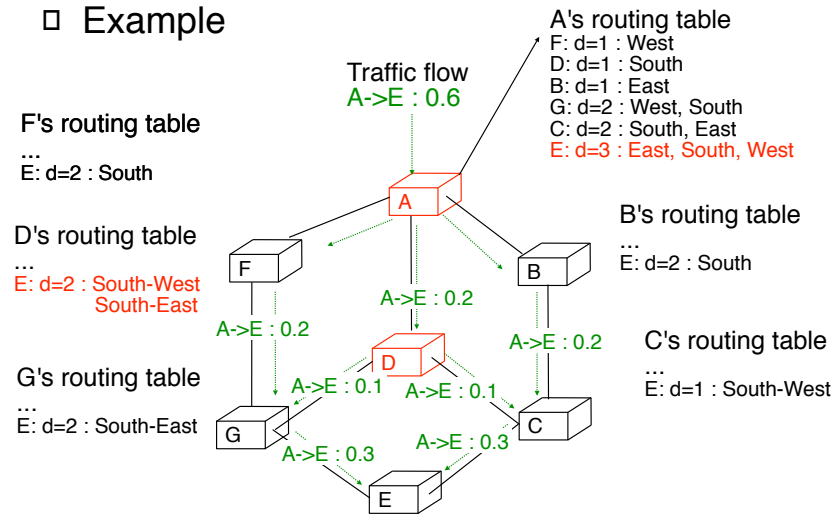 Example
A's routing table
F: d=1 : West
D: d=1 : South
B: d=1 : East
G: d=2 : West, South
C: d=2 : South, East
E: d=3 : East, South, West
Traffic flow
A->E : 0.6
F's routing table
...
E: d=2 : South
A
B's routing table
...
E: d=2 : South
D's routing table
...
E: d=2 : South-West
South-East
F
B
A->E : 0.2
A->E : 0.2
A->E : 0.2
C's routing table
...
E: d=1 : South-West
D
G's routing table
...
E: d=2 : South-East
A->E : 0.1
A->E : 0.1
G
C
A->E : 0.3
A->E : 0.3
E